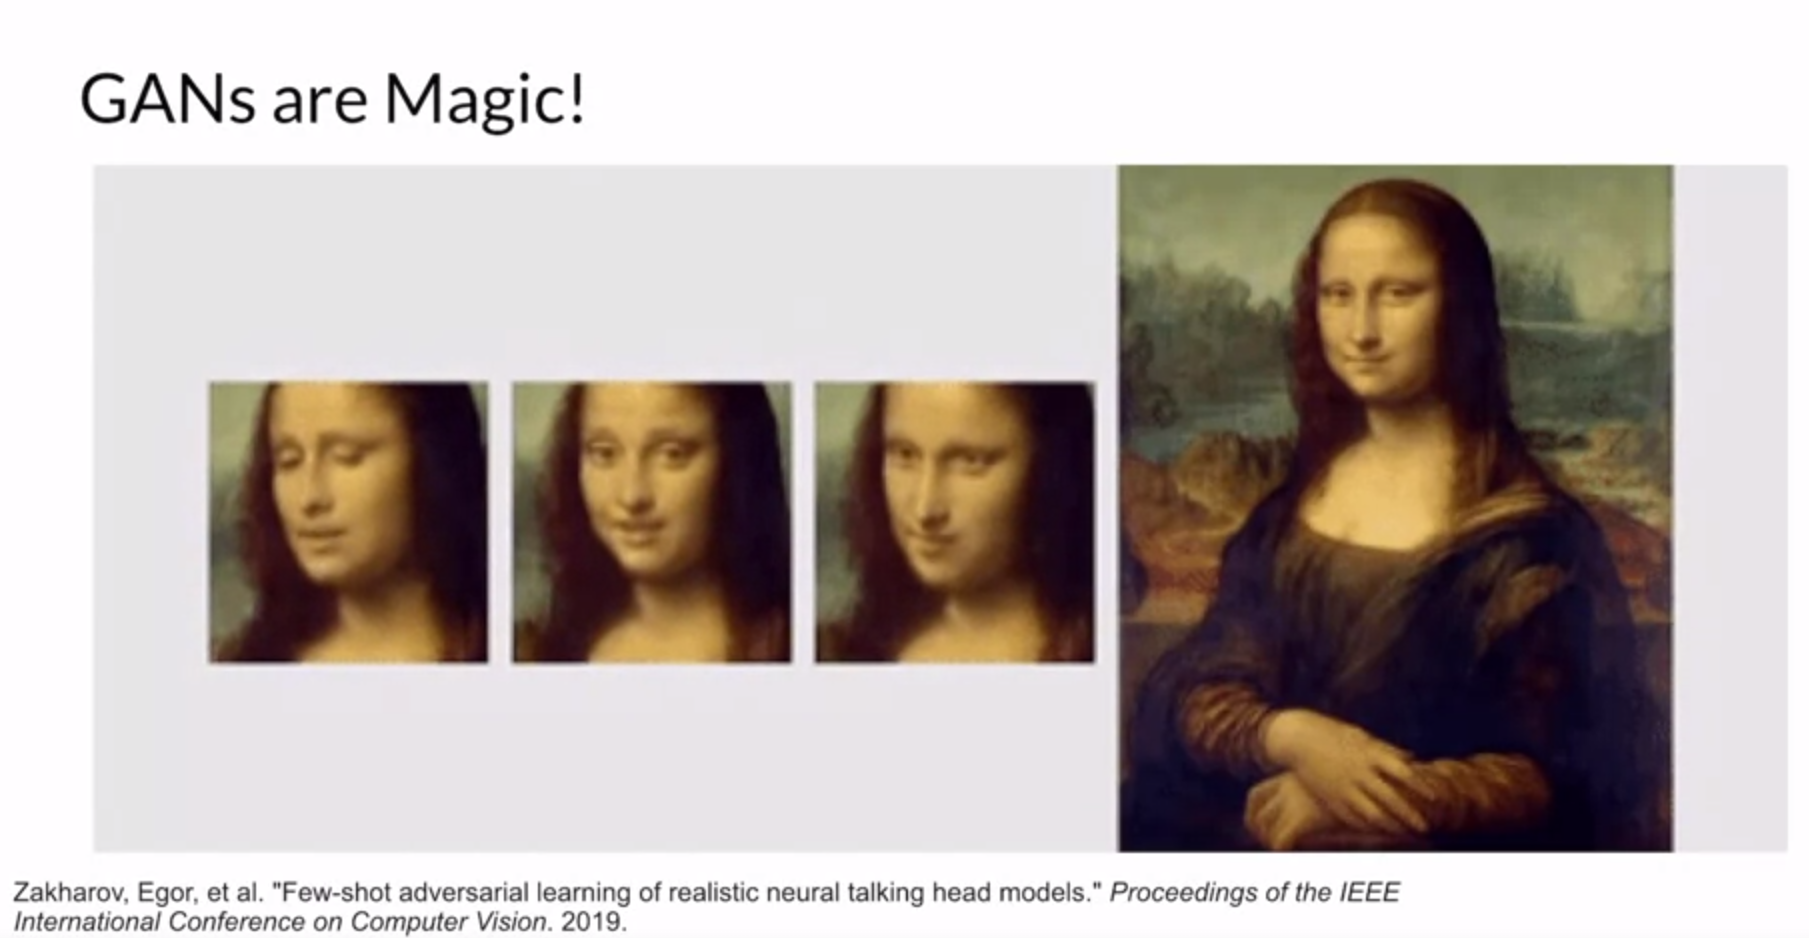 GANs are Magic!
Zakharov, Egor, et al. "Few-shot adversarial learning of realistic neural talking head models." Proceedings of the IEEE
International Conference on Computer Vision. 2019.